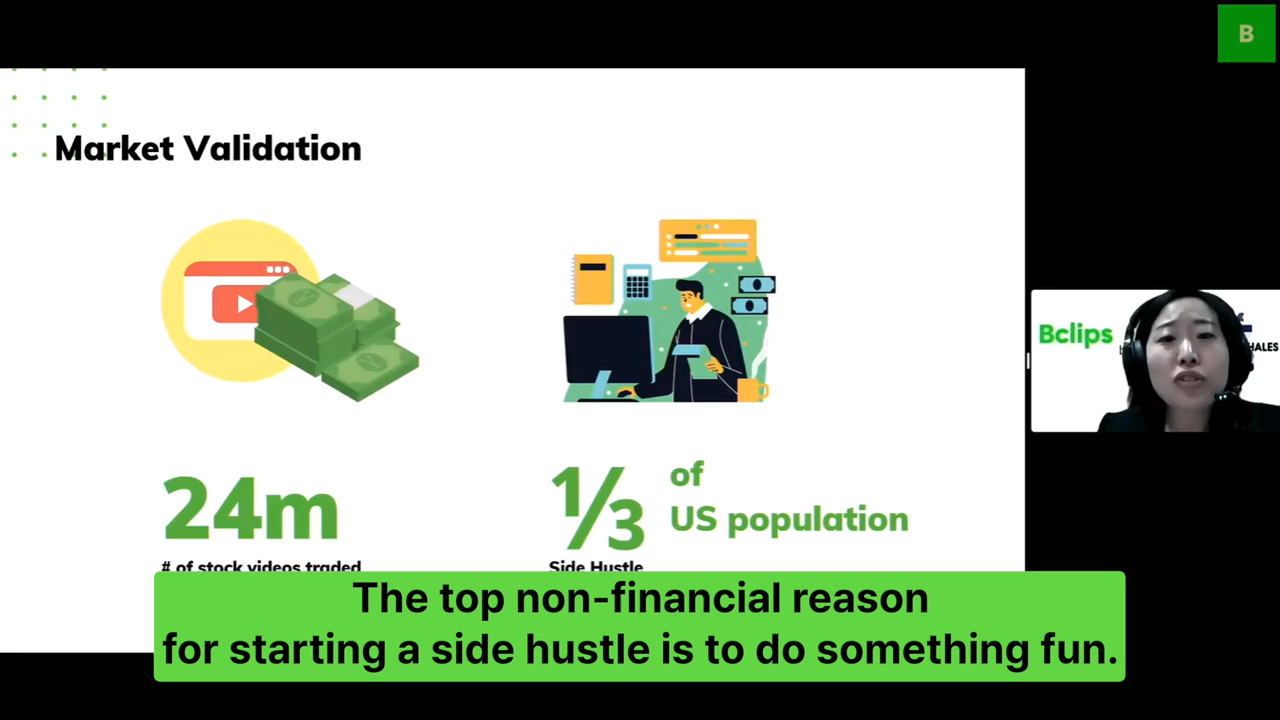 B
Market Validation
24m
# of stock videos traded
1/3
of
US population
Side Hustle
Bclips
HALES
The top non-financial reason
for starting a side hustle is to do something fun.